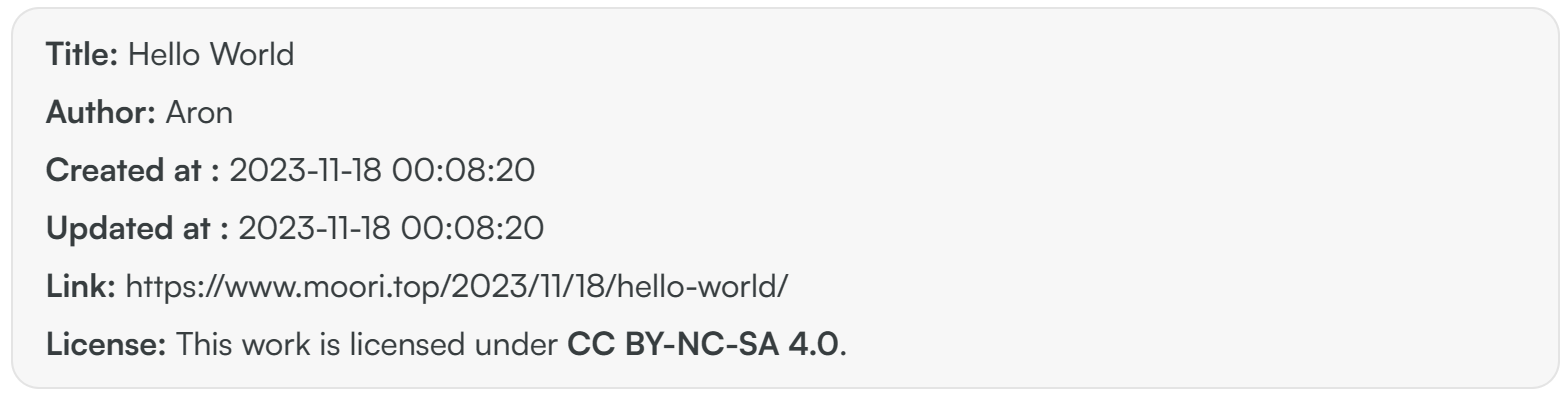 Title: Hello World
Author: Aron
Created at : 2023-11-18 00:08:20
Updated at : 2023-11-18 00:08:20
Link: https://www.moori.top/2023/11/18/hello-world/
License: This work is licensed under CC BY-NC-SA 4.0.